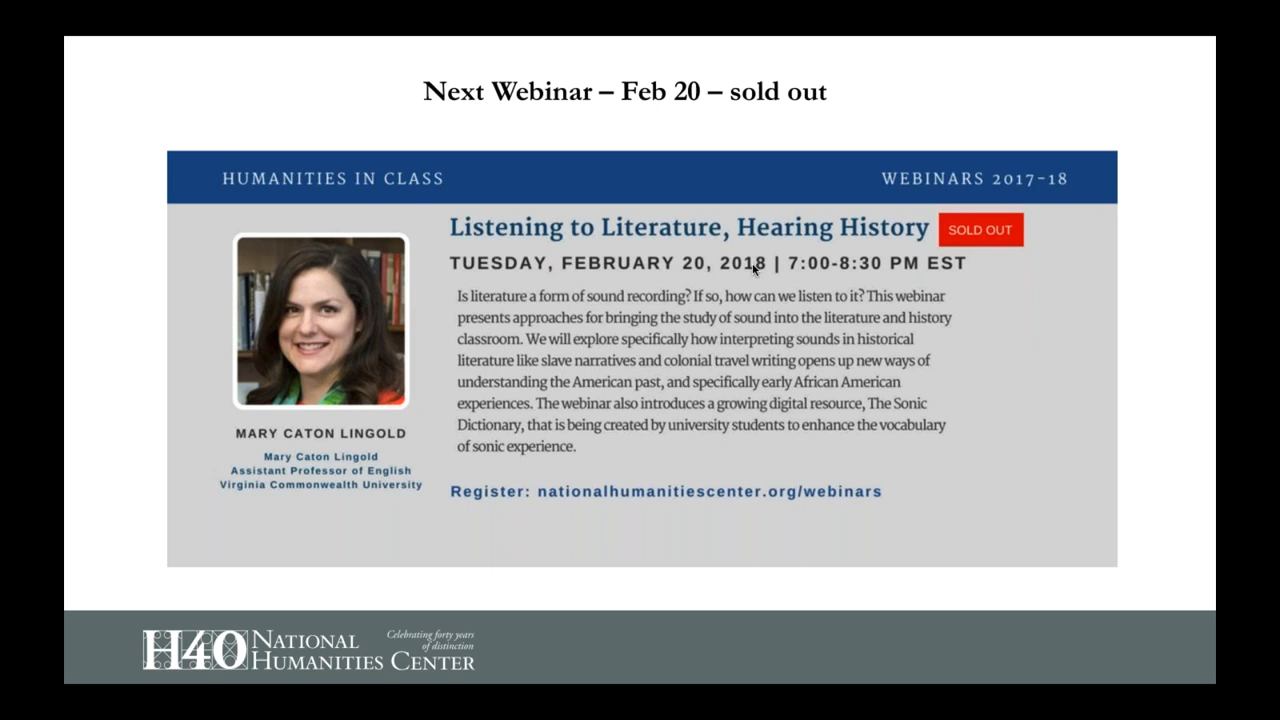 Next Webinar – Feb 20 – sold out
HUMANITIES IN CLASS
WEBINARS 2017-18
Listening to Literature, Hearing History
SOLD OUT
TUESDAY, FEBRUARY 20, 2018 | 7:00-8:30 PM EST
Is literature a form of sound recording? If so, how can we listen to it? This webinar
presents approaches for bringing the study of sound into the literature and history
classroom. We will explore specifically how interpreting sounds in historical
literature like slave narratives and colonial travel writing opens up new ways of
understanding the American past, and specifically early African American
experiences. The webinar also introduces a growing digital resource, The Sonic
Dictionary, that is being created by university students to enhance the vocabulary
of sonic experience.
Register: nationalhumanitiescenter.org/webinars
MARY CATON LINGOLD
Mary Caton Lingold
Assistant Professor of English
Virginia Commonwealth University
H40
NATIONAL
HUMANITIES CENTER
Celebrating forty years
of distinction